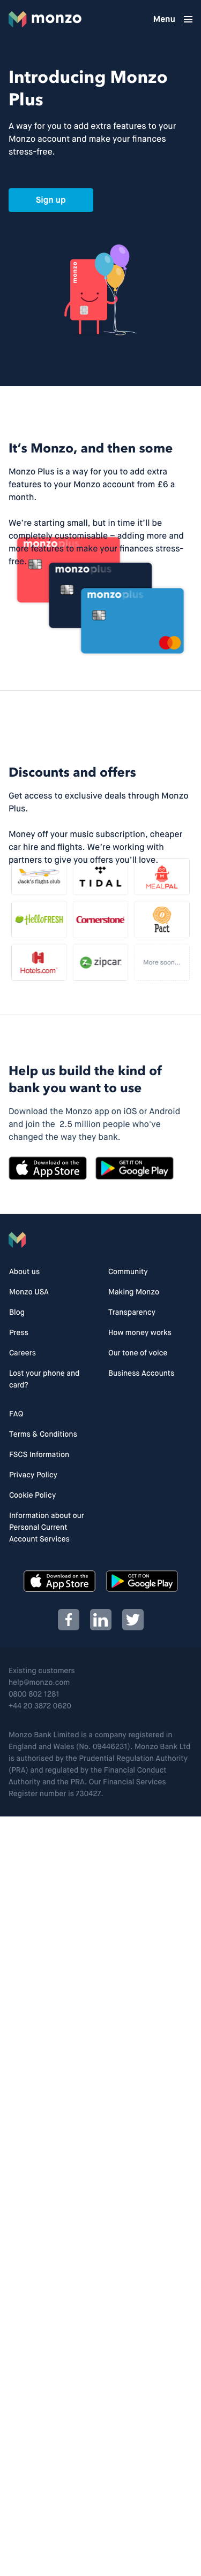 monzo
Menu
Introducing Monzo
Plus
A way for you to add extra features to your
Monzo account and make your finances
stress-free.
Sign up
monzo
It's Monzo, and then some
Monzo Plus is a way for you to add extra
features to your Monzo account from £6 a
month.
We're starting small, but in time it'll be
completely customisable – adding more and
more features to make your finances stress-
free.
monzoplus
monzoplus
monzoplus
Discounts and offers
Get access to exclusive deals through Monzo
Plus.
Money off your music subscription, cheaper
car hire and flights. We're working with
partners to give you offers you'll love.
Jack's flight club
TIDAL
MEALPAL
HelloFRESH
Cornerstone
Pact
Hotels.com
zipcar
More soon...
Help us build the kind of
bank you want to use
Download the Monzo app on iOS or Android
and join the  2.5 million people who've
changed the way they bank.
Download on the
App Store
GET IT ON
Google Play
About us
Community
Monzo USA
Making Monzo
Blog
Transparency
Press
How money works
Careers
Our tone of voice
Lost your phone and
card?
Business Accounts
FAQ
Terms & Conditions
FSCS Information
Privacy Policy
Cookie Policy
Information about our
Personal Current
Account Services
Download on the
App Store
GET IT ON
Google Play
Existing customers
help@monzo.com
0800 802 1281
+44 20 3872 0620
Monzo Bank Limited is a company registered in
England and Wales (No. 09446231). Monzo Bank Ltd
is authorised by the Prudential Regulation Authority
(PRA) and regulated by the Financial Conduct
Authority and the PRA. Our Financial Services
Register number is 730427.